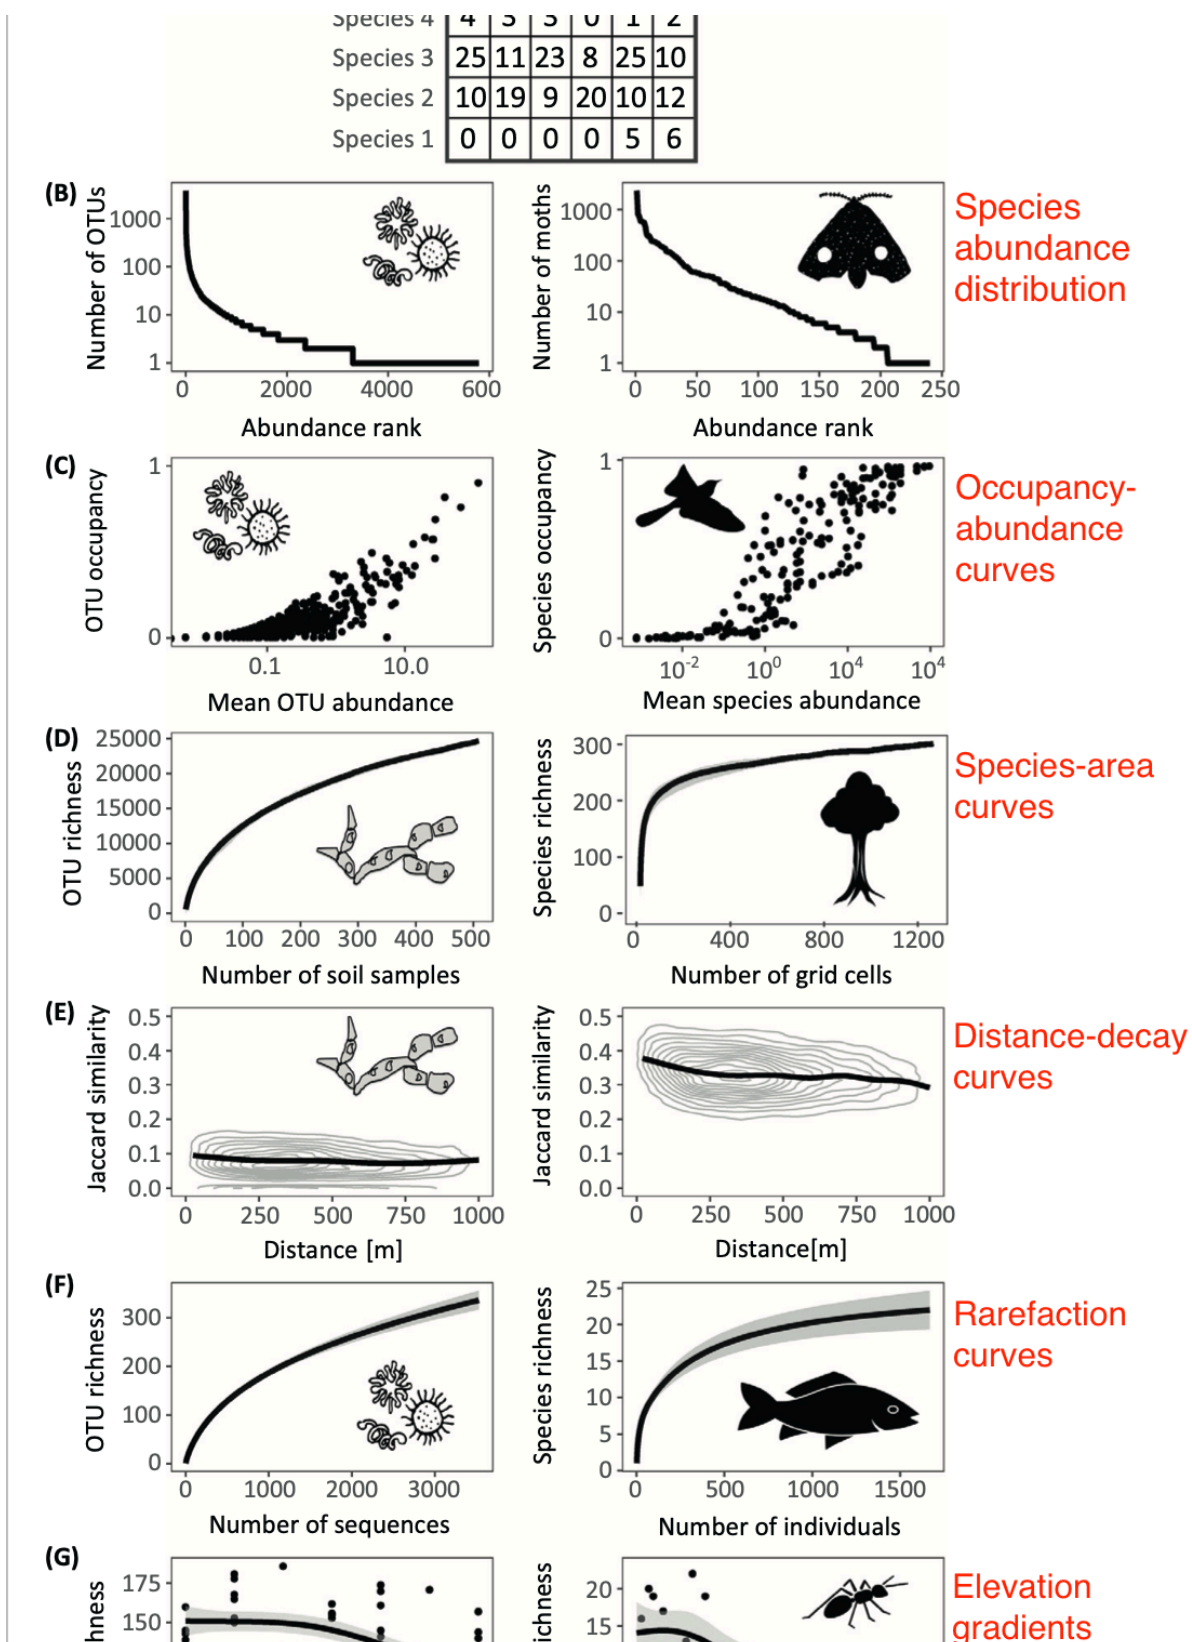 Species 4 4 3 3 0 1 2
Species 3 25 11 23 8 25 10
Species 2 10 19 9 20 10 12
Species 1 0 0 0 0 5 6
(B)
Number of OTUs
1000
100
10
1
0 2000 4000 600
Abundance rank
Number of moths
1000
100
10
1
0 50 100 150 200 250
Abundance rank
Species
abundance
distribution
(C)
OTU occupancy
1
0
0.1 10.0
Mean OTU abundance
Species occupancy
1
0
10-2 100 104 104
Mean species abundance
Occupancy-
abundance
curves
(D)
OTU richness
25000
20000
15000
10000
5000
0
0 100 200 300 400 500
Number of soil samples
Species richness
300
200
100
0
0 400 800 1200
Number of grid cells
Species-area
curves
(E)
Jaccard similarity
0.5
0.4
0.3
0.2
0.1
0.0
0 250 500 750 1000
Distance [m]
Jaccard similarity
0.5
0.4
0.3
0.2
0.1
0.0
0 250 500 750 1000
Distance[m]
Distance-decay
curves
(F)
OTU richness
300
200
100
0
0 1000 2000 3000
Number of sequences
Species richness
25
20
15
10
5
0
0 500 1000 1500
Number of individuals
Rarefaction
curves
(G)
hness
175
150
richness
20
15
Elevation
gradients